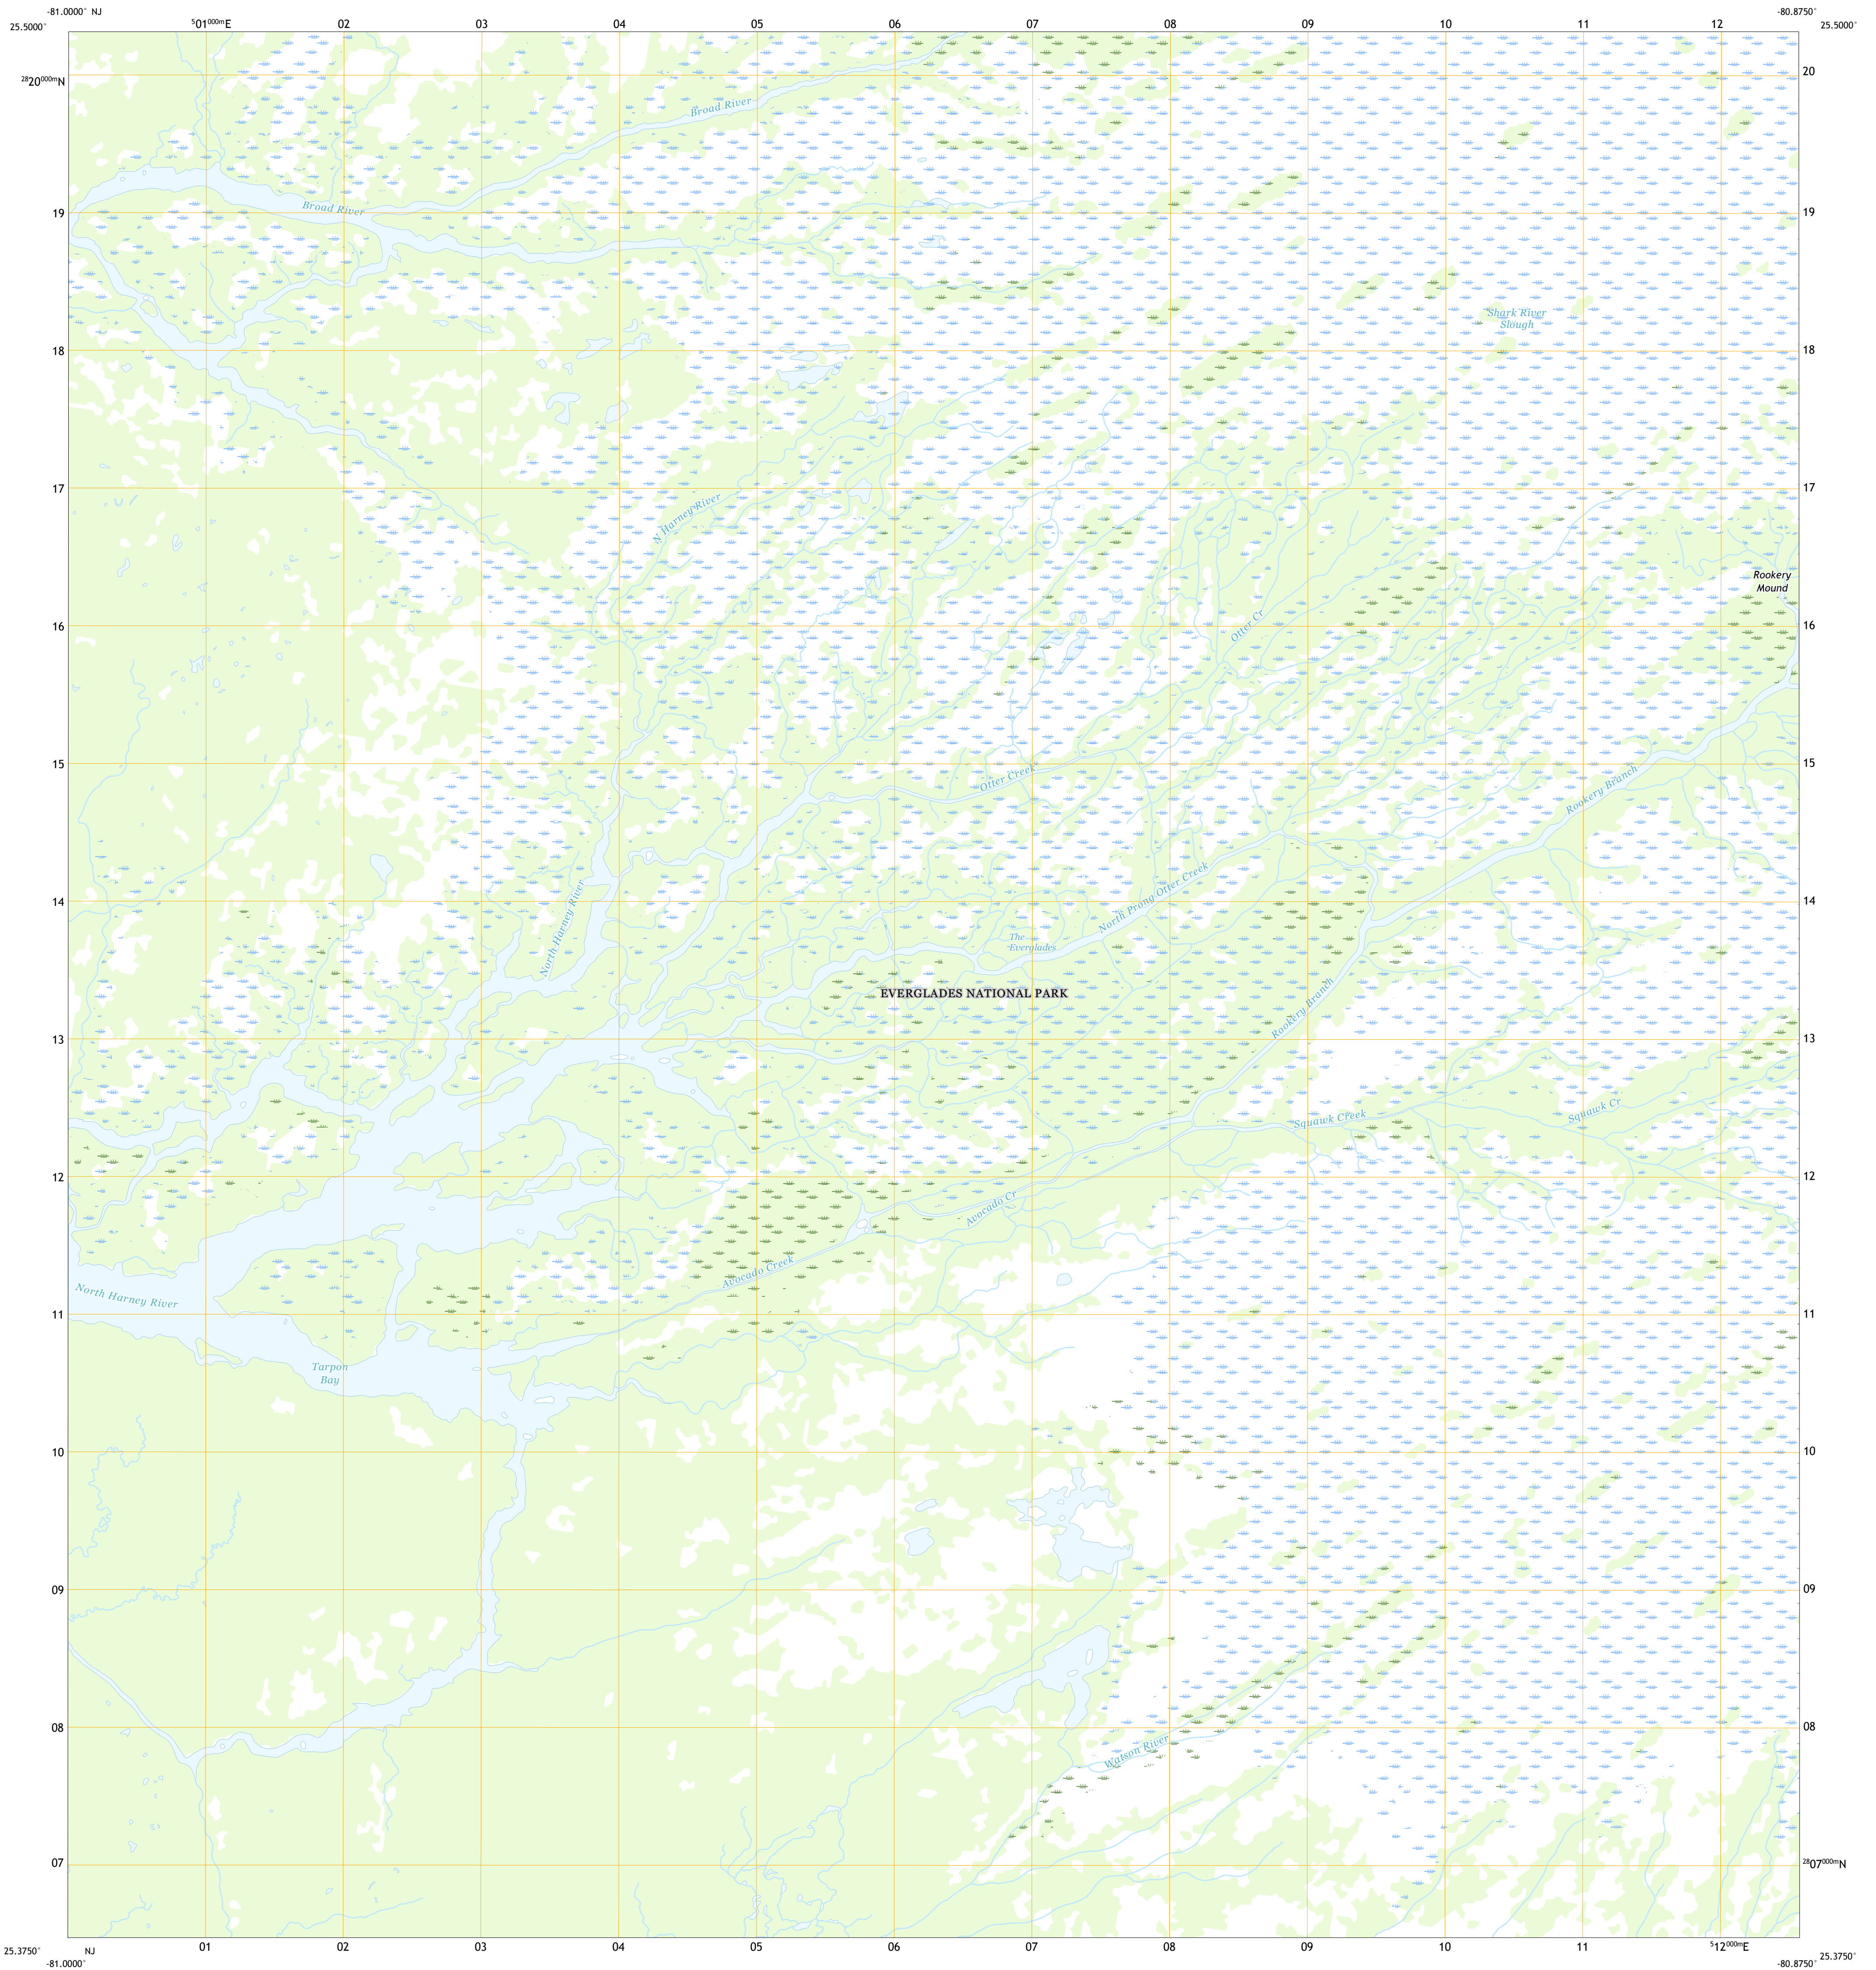 -81.0000° NJ
-80.8750°
25.5000°
⁵01⁰⁰⁰ᵐE
02
03
04
05
06
07
08
09
10
11
12
25.5000°
²⁸20⁰⁰⁰ᵐN
20
Broad River
Broad River
19
19
Shark River
Slough
18
18
17
17
N Harney River
Rookery
Mound
16
Otter Cr
16
15
Otter Creek
Rookery Branch
15
14
North Harney River
North Prong Otter Creek
14
The
Everglades
EVERGLADES NATIONAL PARK
Rookery Branch
13
13
Squawk Creek
Squawk Cr
12
12
Avocado Cr
Avocado Creek
North Harney River
11
11
Tarpon
Bay
10
10
09
09
08
Watson River
08
07
²⁸07⁰⁰⁰ᵐN
25.3750°
NJ
01
02
03
04
05
06
07
08
09
10
11
⁵12⁰⁰⁰ᵐE
25.3750°
-81.0000°
-80.8750°